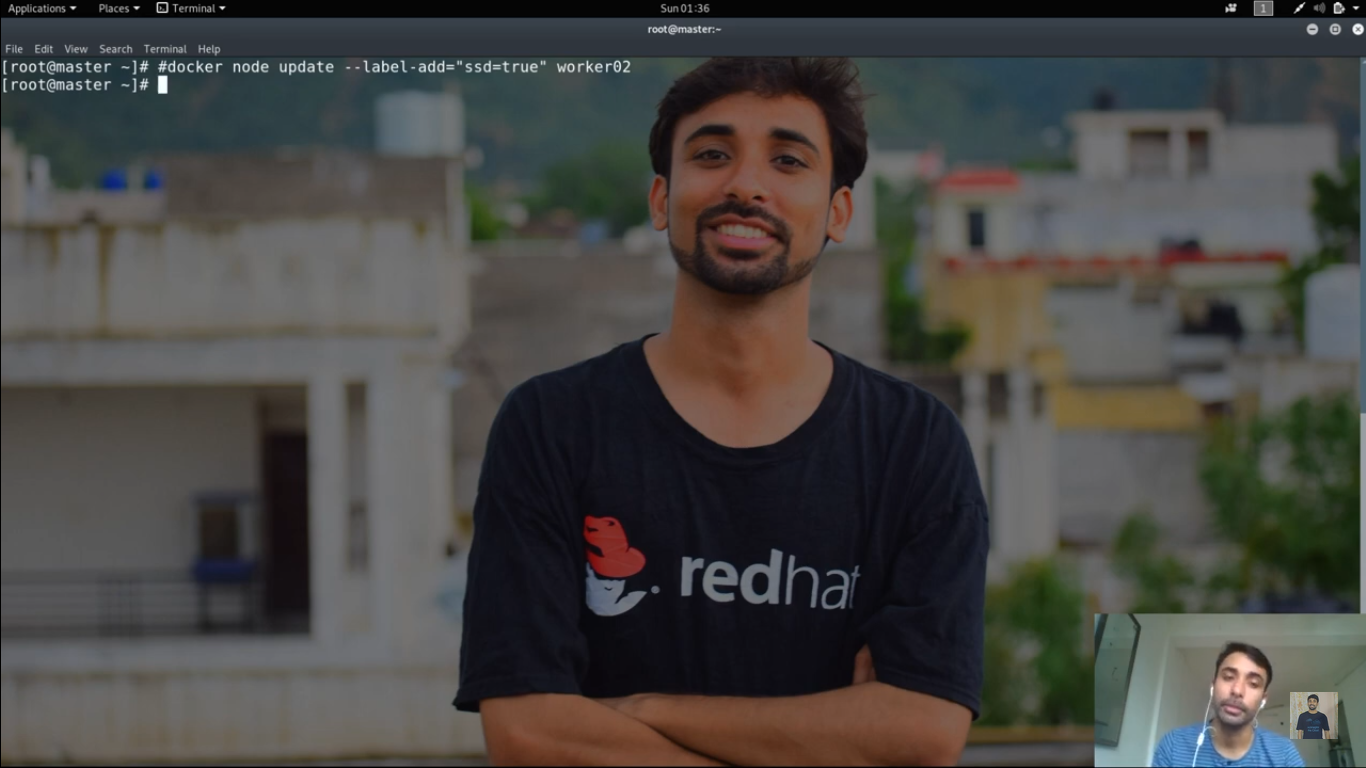 Applications Places Terminal Sun 01:36 1
root@master:~
File Edit View Search Terminal Help
[root@master ~]# #docker node update --label-add="ssd=true" worker02
[root@master ~]#
redhat